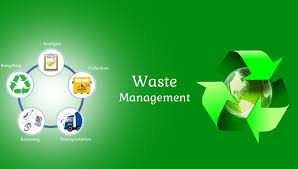 Analysis
Recycling
Collection
Recovery
Transportation
Waste
Management